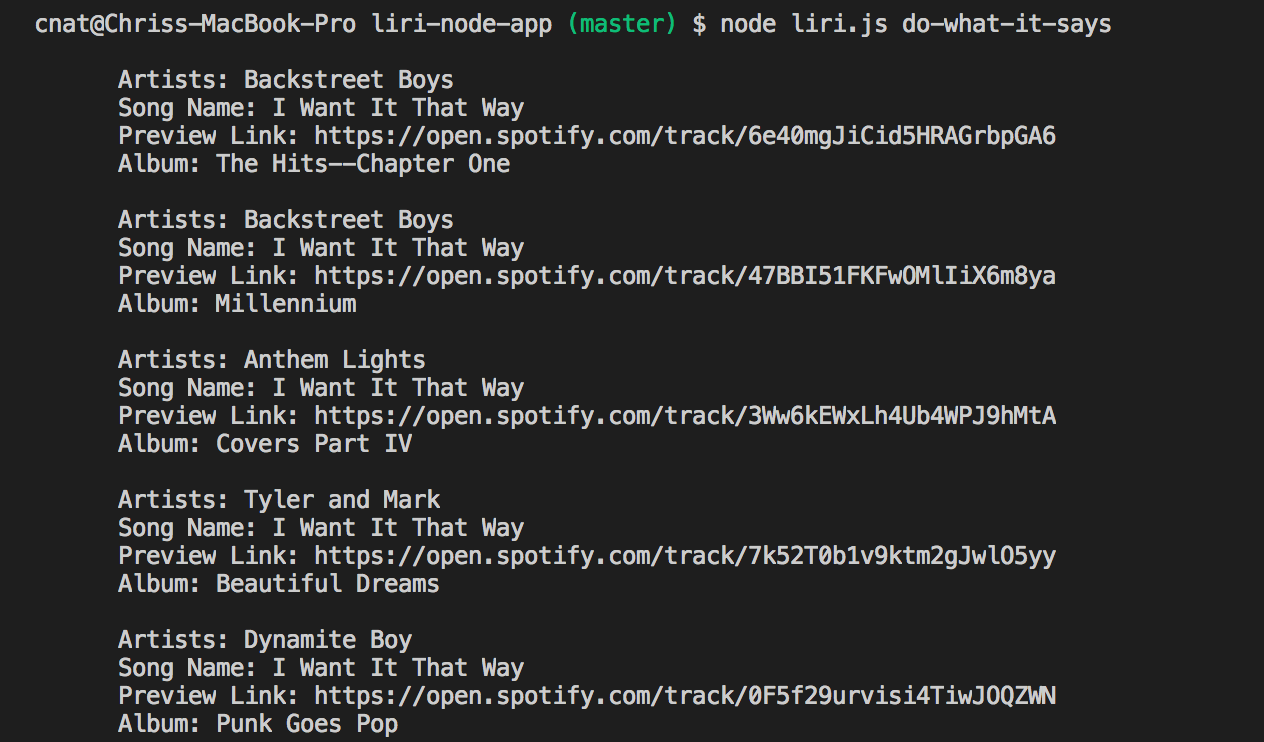 cnat@Chriss-MacBook-Pro liri-node-app (master) $ node liri.js do-what-it-says
Artists: Backstreet Boys
Song Name: I Want It That Way
Preview Link: https://open.spotify.com/track/6e40mgJiCid5HRAGrbpGA6
Album: The Hits--Chapter One
Artists: Backstreet Boys
Song Name: I Want It That Way
Preview Link: https://open.spotify.com/track/47BBI51FKFwOMlIiX6m8ya
Album: Millennium
Artists: Anthem Lights
Song Name: I Want It That Way
Preview Link: https://open.spotify.com/track/3Ww6kEWxLh4Ub4WPJ9hMtA
Album: Covers Part IV
Artists: Tyler and Mark
Song Name: I Want It That Way
Preview Link: https://open.spotify.com/track/7k52T0b1v9ktm2gJwlO5yy
Album: Beautiful Dreams
Artists: Dynamite Boy
Song Name: I Want It That Way
Preview Link: https://open.spotify.com/track/0F5f29urvisi4TiwJOQZWN
Album: Punk Goes Pop